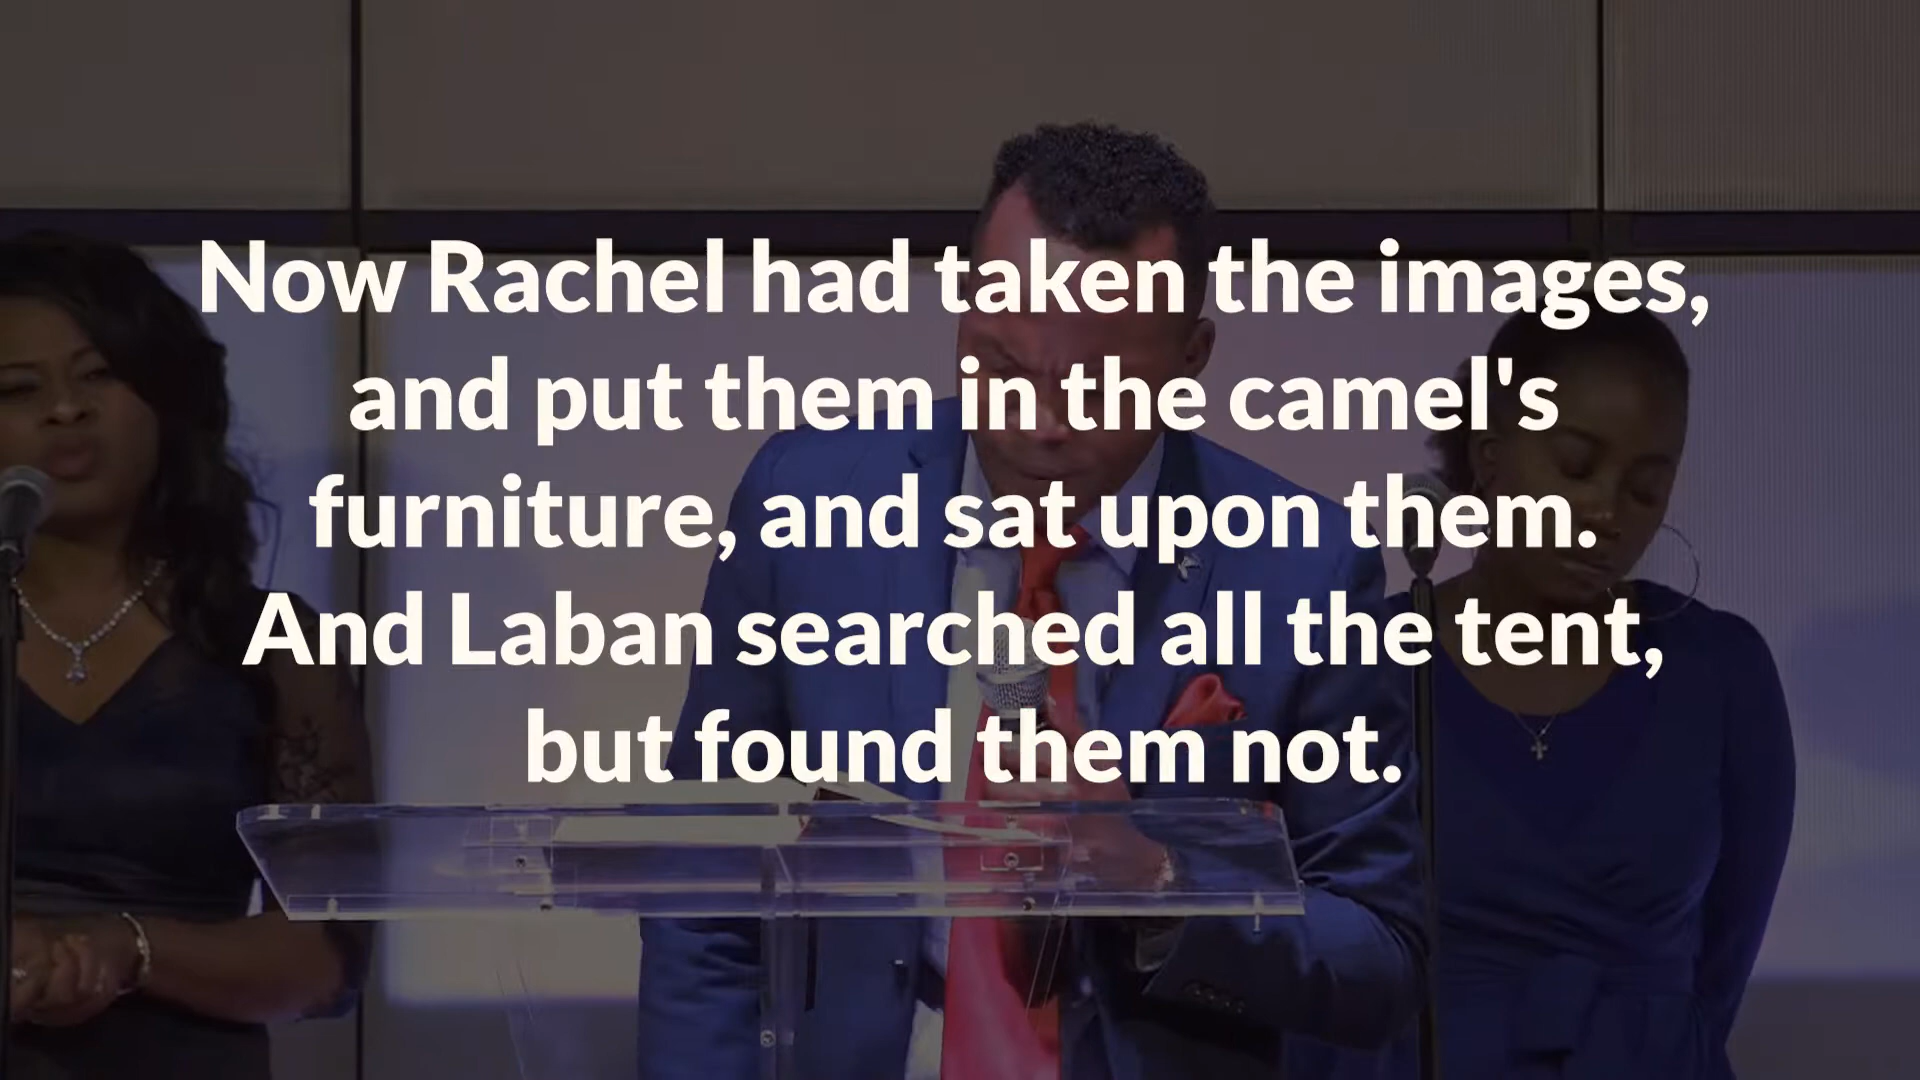 Now Rachel had taken the images,
and put them in the camel's
furniture, and sat upon them.
And Laban searched all the tent,
but found them not.